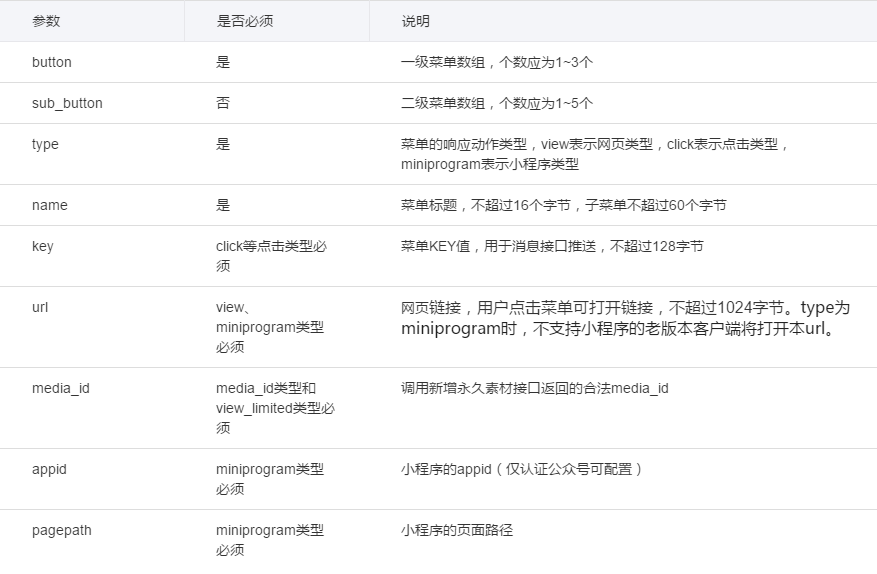 参数 是否必须 说明
button 是 一级菜单数组，个数应为1~3个
sub_button 否 二级菜单数组，个数应为1~5个
type 是 菜单的响应动作类型，view表示网页类型，click表示点击类型，
miniprogram表示小程序类型
name 是 菜单标题，不超过16个字节，子菜单不超过60个字节
key click等点击类型必 菜单KEY值，用于消息接口推送，不超过128字节
须
url view、 网页链接，用户点击菜单可打开链接，不超过1024字节。type为
miniprogram类型 miniprogram时，不支持小程序的老版本客户端将打开本url。
必须
media_id media_id类型和 调用新增永久素材接口返回的合法media_id
view_limited类型必
须
appid miniprogram类型 小程序的appid（仅认证公众号可配置）
必须
pagepath miniprogram类型 小程序的页面路径
必须